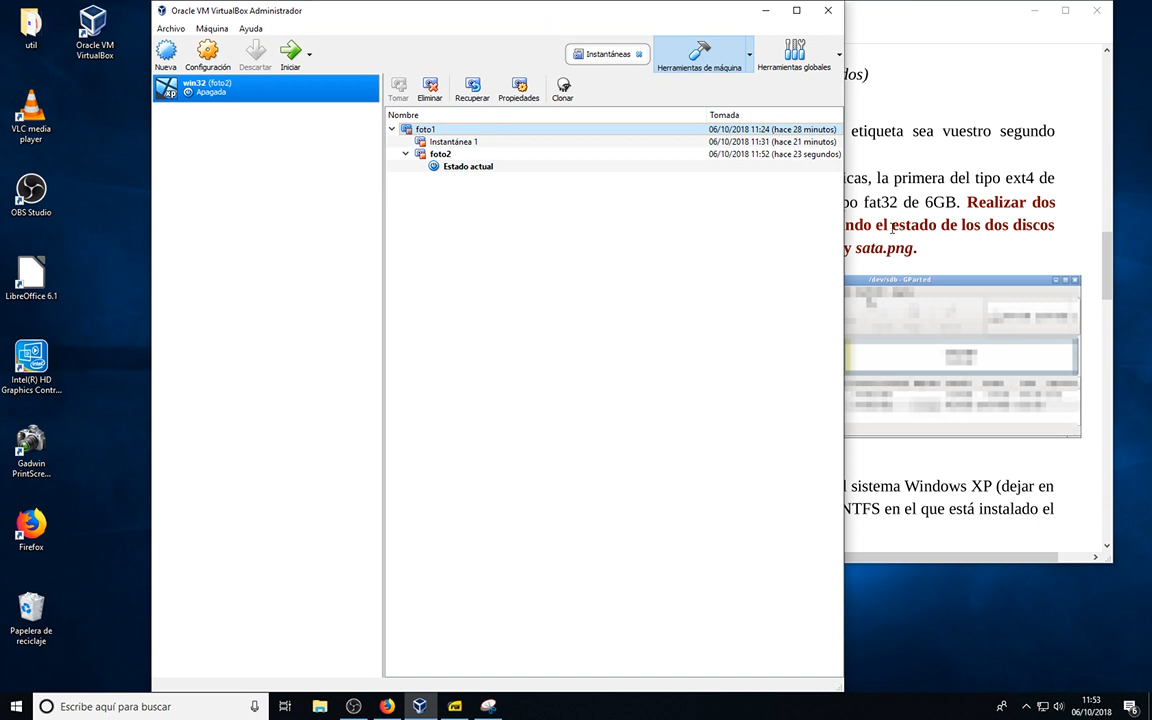 util
Oracle VM
VirtualBox
VLC media
player
OBS Studio
LibreOffice 6.1
Intel(R) HD
Graphics Contr...
Gadwin
PrintScre...
Firefox
Papelera de
reciclaje
Oracle VM VirtualBox Administrador
Archivo Máquina Ayuda
Nueva Configuración Descartar Iniciar
Instantáneas
Herramientas de máquina
Herramientas globales
win32 (foto2)
Apagada
Tomar Eliminar Recuperar Propiedades Clonar
Nombre Tomada
foto1 06/10/2018 11:24 (hace 28 minutos)
Instantánea 1 06/10/2018 11:31 (hace 21 minutos)
foto2 06/10/2018 11:52 (hace 23 segundos)
Estado actual
dos)
etiqueta sea vuestro segundo
icas, la primera del tipo ext4 de
po fat32 de 6GB. Realizar dos
ndo el estado de los dos discos
y sata.png.
/dev/sdb - GParted
l sistema Windows XP (dejar en
NTFS en el que está instalado el
Escribe aquí para buscar
11:53
06/10/2018
6